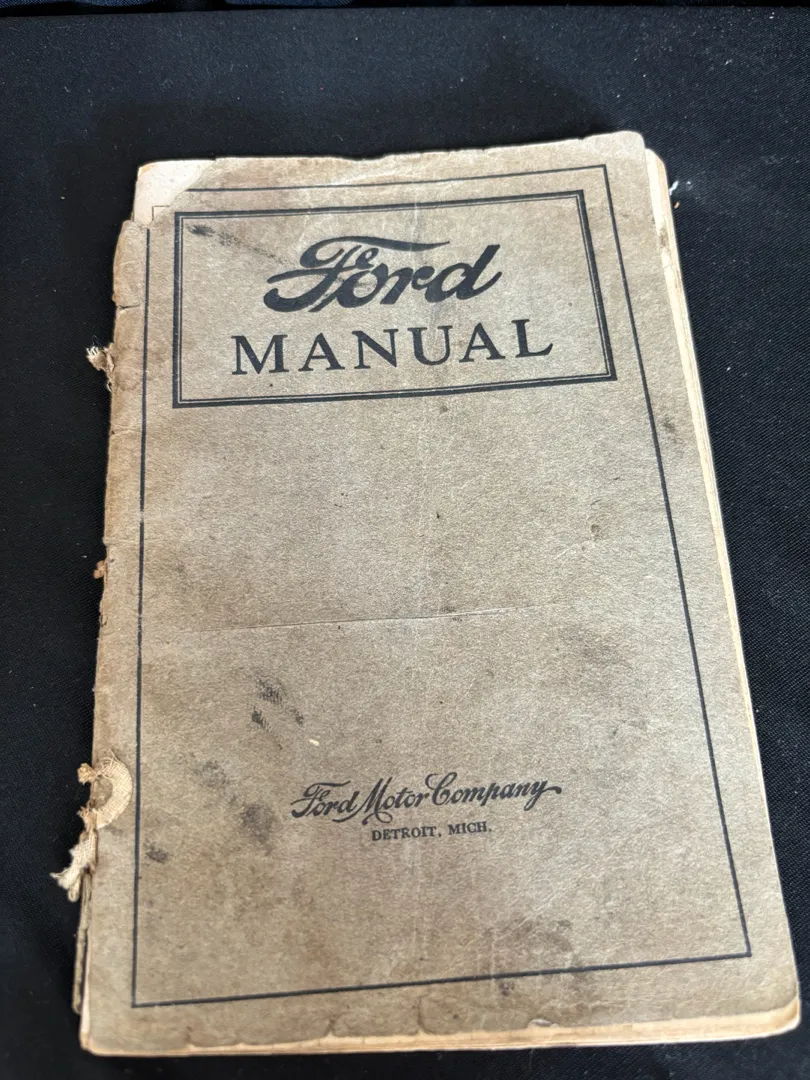 Ford
MANUAL
Ford Motor Company
DETROIT, MICH.